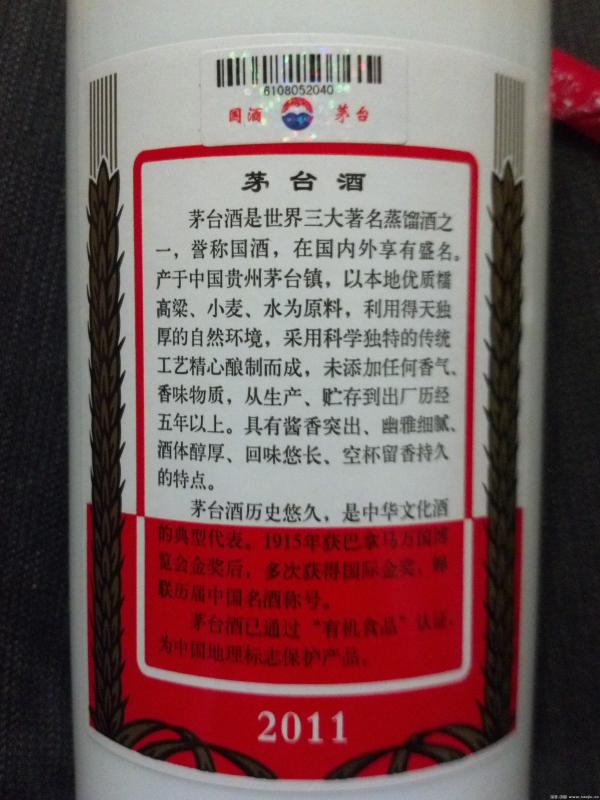 6108052040
国酒 茅台
茅台酒
茅台酒是世界三大著名蒸馏酒之
一，誉称国酒，在国内外享有盛名。
产于中国贵州茅台镇，以本地优质糯
高粱、小麦、水为原料，利用得天独
厚的自然环境，采用科学独特的传统
工艺精心酿制而成，未添加任何香气、
香味物质，从生产、贮存到出厂历经
五年以上。具有酱香突出、幽雅细腻、
酒体醇厚、回味悠长、空杯留香持久
的特点。
茅台酒历史悠久，是中华文化酒
的典型代表。1915年获巴拿马万国博
览会金奖后，多次获得国际金奖，蝉
联历届中国名酒称号。
茅台酒已通过“有机食品”认证，
为中国地理标志保护产品。
2011